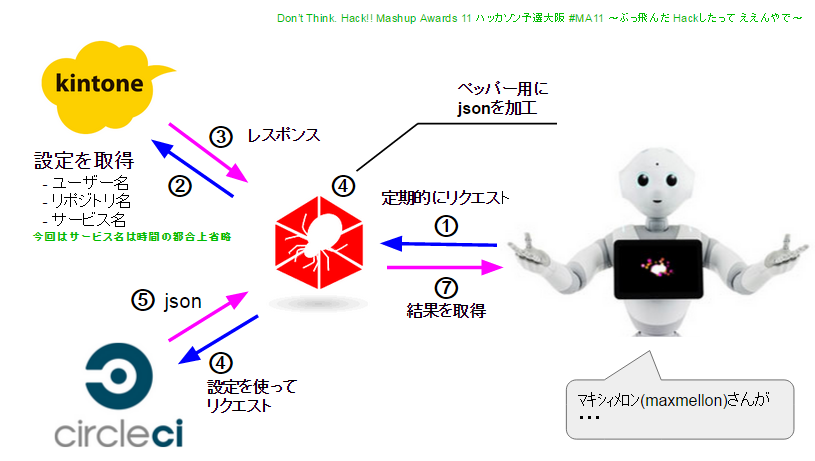 Don't Think. Hack!! Mashup Awards 11 ハッカソン予選大阪 #MA11 ～ぶっ飛んだ Hackしたって ええんやで～
kintone
ペッパー用に
jsonを加工
③ レスポンス
設定を取得
②
④
- ユーザー名
- リポジトリ名
- サービス名
定期的にリクエスト
①
今回はサービス名は時間の都合上省略
⑤ json
⑦
結果を取得
④
設定を使って
リクエスト
マキシィメロン(maxmellon)さんが
・・・
circleci